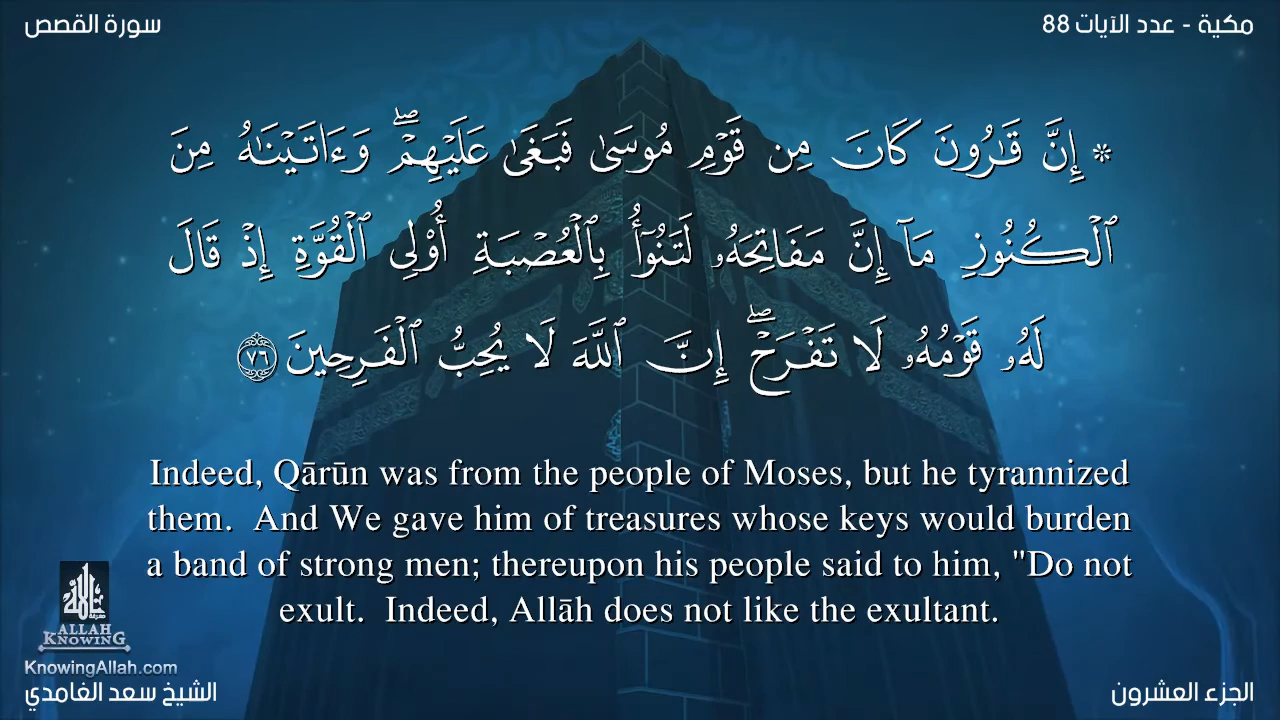 سورة القصص
مكية - عدد الآيات 88
۞ إِنَّ قَٰرُونَ كَانَ مِن قَوْمِ مُوسَىٰ فَبَغَىٰ عَلَيْهِمْ ۖ وَءَاتَيْنَٰهُ مِنَ
ٱلْكُنُوزِ مَآ إِنَّ مَفَاتِحَهُۥ لَتَنُوٓأُ بِٱلْعُصْبَةِ أُو۟لِى ٱلْقُوَّةِ إِذْ قَالَ
لَهُۥ قَوْمُهُۥ لَا تَفْرَحْ ۖ إِنَّ ٱللَّهَ لَا يُحِبُّ ٱلْفَرِحِينَ ٧٦
Indeed, Qārūn was from the people of Moses, but he tyrannized
them.  And We gave him of treasures whose keys would burden
a band of strong men; thereupon his people said to him, "Do not
exult.  Indeed, Allāh does not like the exultant.
ALLAH
KNOWING
KnowingAllah.com
الشيخ سعد الغامدي
الجزء العشرون